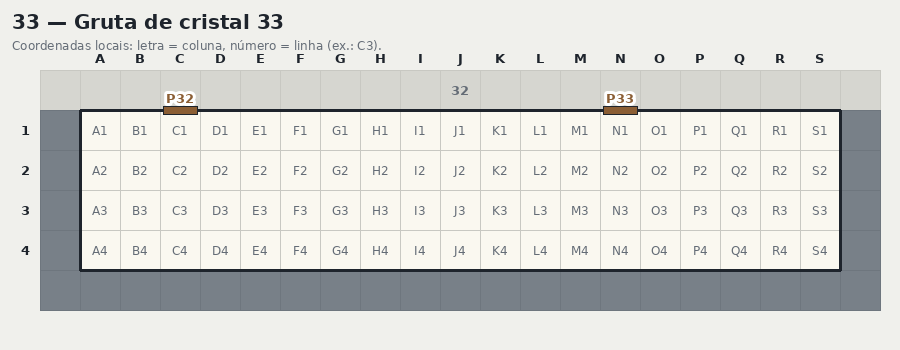 33 — Gruta de cristal 33
Coordenadas locais: letra = coluna, número = linha (ex.: C3).
A B C D E F G H I J K L M N O P Q R S
32
P32 P33
1 A1 B1 C1 D1 E1 F1 G1 H1 I1 J1 K1 L1 M1 N1 O1 P1 Q1 R1 S1
2 A2 B2 C2 D2 E2 F2 G2 H2 I2 J2 K2 L2 M2 N2 O2 P2 Q2 R2 S2
3 A3 B3 C3 D3 E3 F3 G3 H3 I3 J3 K3 L3 M3 N3 O3 P3 Q3 R3 S3
4 A4 B4 C4 D4 E4 F4 G4 H4 I4 J4 K4 L4 M4 N4 O4 P4 Q4 R4 S4